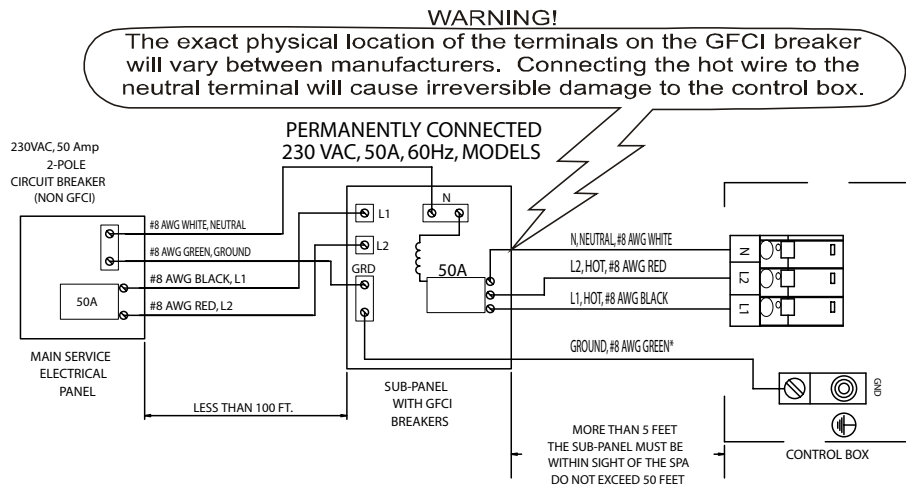 WARNING!
The exact physical location of the terminals on the GFCI breaker
will vary between manufacturers. Connecting the hot wire to the
neutral terminal will cause irreversible damage to the control box.
PERMANENTLY CONNECTED
230 VAC, 50A, 60Hz, MODELS
230VAC, 50 Amp
2-POLE
CIRCUIT BREAKER
(NON GFCI)
#8 AWG WHITE, NEUTRAL
#8 AWG GREEN, GROUND
#8 AWG BLACK, L1
#8 AWG RED, L2
50A
MAIN SERVICE
ELECTRICAL
PANEL
LESS THAN 100 FT.
N
L1
L2
GRD
50A
SUB-PANEL
WITH GFCI
BREAKERS
N, NEUTRAL, #8 AWG WHITE
L2, HOT, #8 AWG RED
L1, HOT, #8 AWG BLACK
GROUND, #8 AWG GREEN*
MORE THAN 5 FEET
THE SUB-PANEL MUST BE
WITHIN SIGHT OF THE SPA
DO NOT EXCEED 50 FEET
N
L2
L1
GND
CONTROL BOX